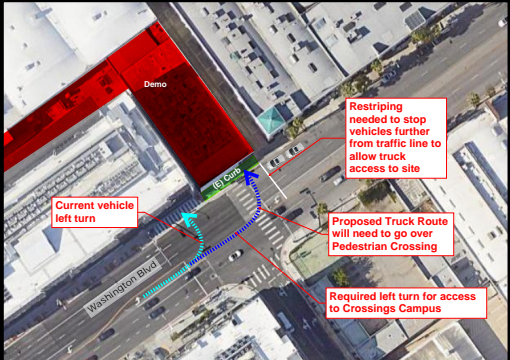 Demo
Restriping
needed to stop
vehicles further
from traffic line to
allow truck
access to site
(E) Curb
Current vehicle
left turn
Proposed Truck Route
will need to go over
Pedestrian Crossing
Washington Blvd
Required left turn for access
to Crossings Campus